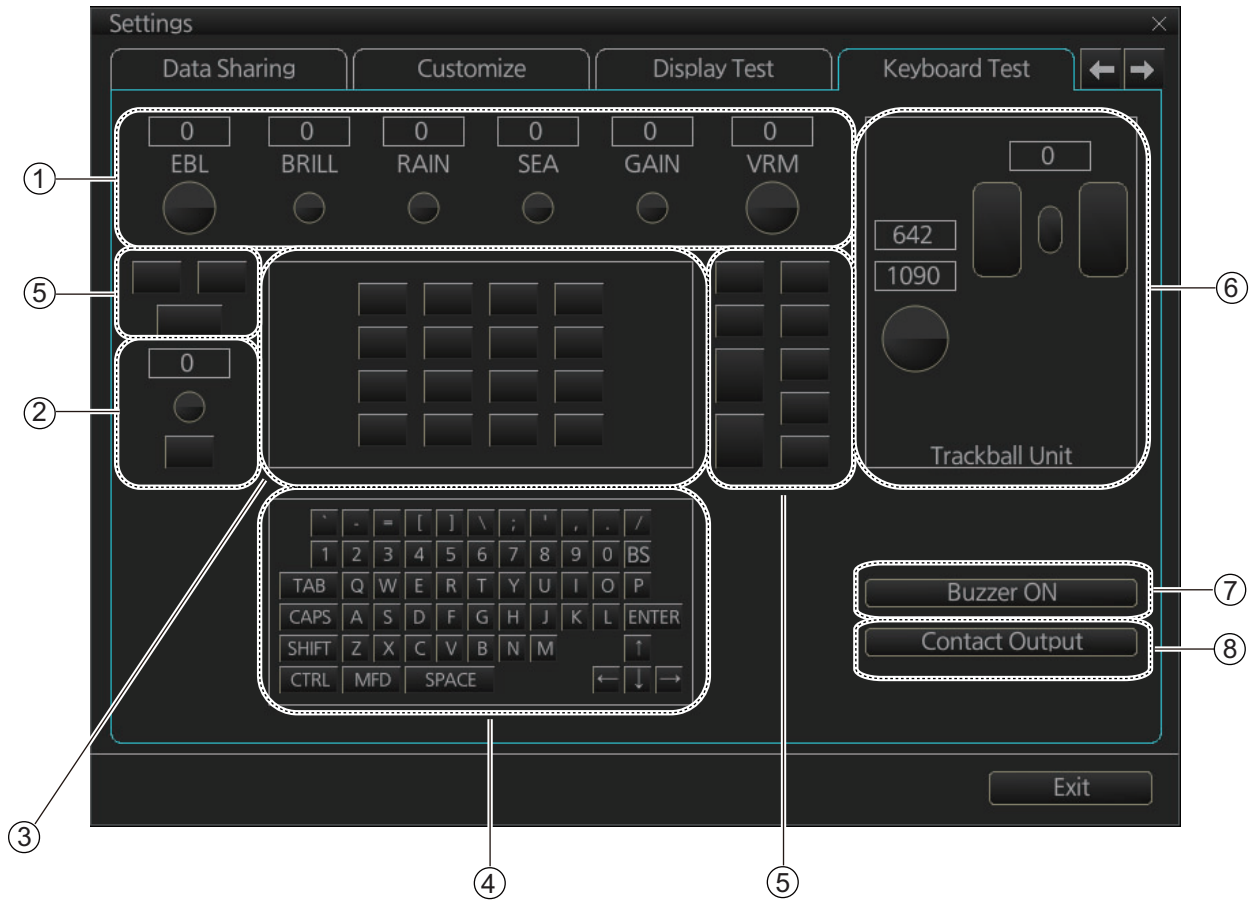 Settings
Data Sharing Customize Display Test Keyboard Test
0 0 0 0 0 0 0
EBL BRILL RAIN SEA GAIN VRM
① 642
1090
⑤ ⑥
0
②
Trackball Unit
` - = [ ] \ ; ' , . /
1 2 3 4 5 6 7 8 9 0 BS
TAB Q W E R T Y U I O P
Buzzer ON ⑦
CAPS A S D F G H J K L ENTER
SHIFT Z X C V B N M ↑
Contact Output ⑧
CTRL MFD SPACE ← ↓ →
Exit
③
④ ⑤